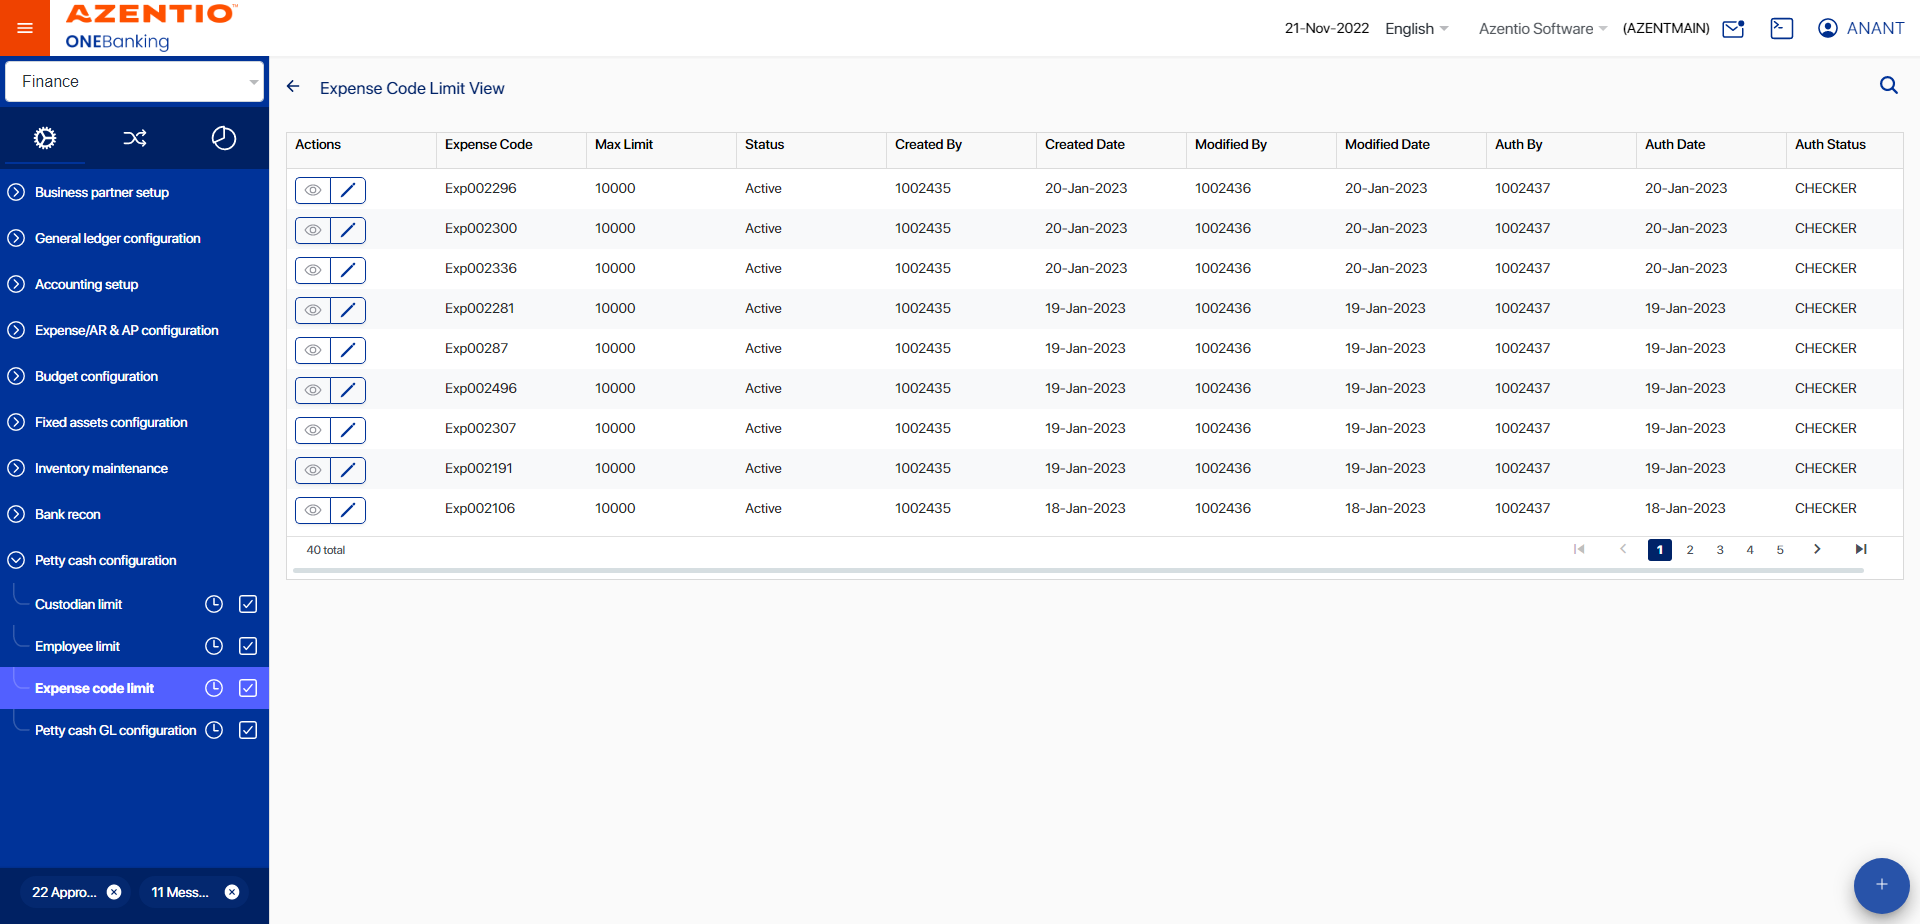 AZENTIO™
ONEBanking
21-Nov-2022 English Azentio Software (AZENTMAIN) ANANT
Finance
Business partner setup
General ledger configuration
Accounting setup
Expense/AR & AP configuration
Budget configuration
Fixed assets configuration
Inventory maintenance
Bank recon
Petty cash configuration
Custodian limit
Employee limit
Expense code limit
Petty cash GL configuration
22 Appro... 11 Mess...
Expense Code Limit View
Actions Expense Code Max Limit Status Created By Created Date Modified By Modified Date Auth By Auth Date Auth Status
Exp002296 10000 Active 1002435 20-Jan-2023 1002436 20-Jan-2023 1002437 20-Jan-2023 CHECKER
Exp002300 10000 Active 1002435 20-Jan-2023 1002436 20-Jan-2023 1002437 20-Jan-2023 CHECKER
Exp002336 10000 Active 1002435 20-Jan-2023 1002436 20-Jan-2023 1002437 20-Jan-2023 CHECKER
Exp002281 10000 Active 1002435 19-Jan-2023 1002436 19-Jan-2023 1002437 19-Jan-2023 CHECKER
Exp00287 10000 Active 1002435 19-Jan-2023 1002436 19-Jan-2023 1002437 19-Jan-2023 CHECKER
Exp002496 10000 Active 1002435 19-Jan-2023 1002436 19-Jan-2023 1002437 19-Jan-2023 CHECKER
Exp002307 10000 Active 1002435 19-Jan-2023 1002436 19-Jan-2023 1002437 19-Jan-2023 CHECKER
Exp002191 10000 Active 1002435 19-Jan-2023 1002436 19-Jan-2023 1002437 19-Jan-2023 CHECKER
Exp002106 10000 Active 1002435 18-Jan-2023 1002436 18-Jan-2023 1002437 18-Jan-2023 CHECKER
40 total 1 2 3 4 5